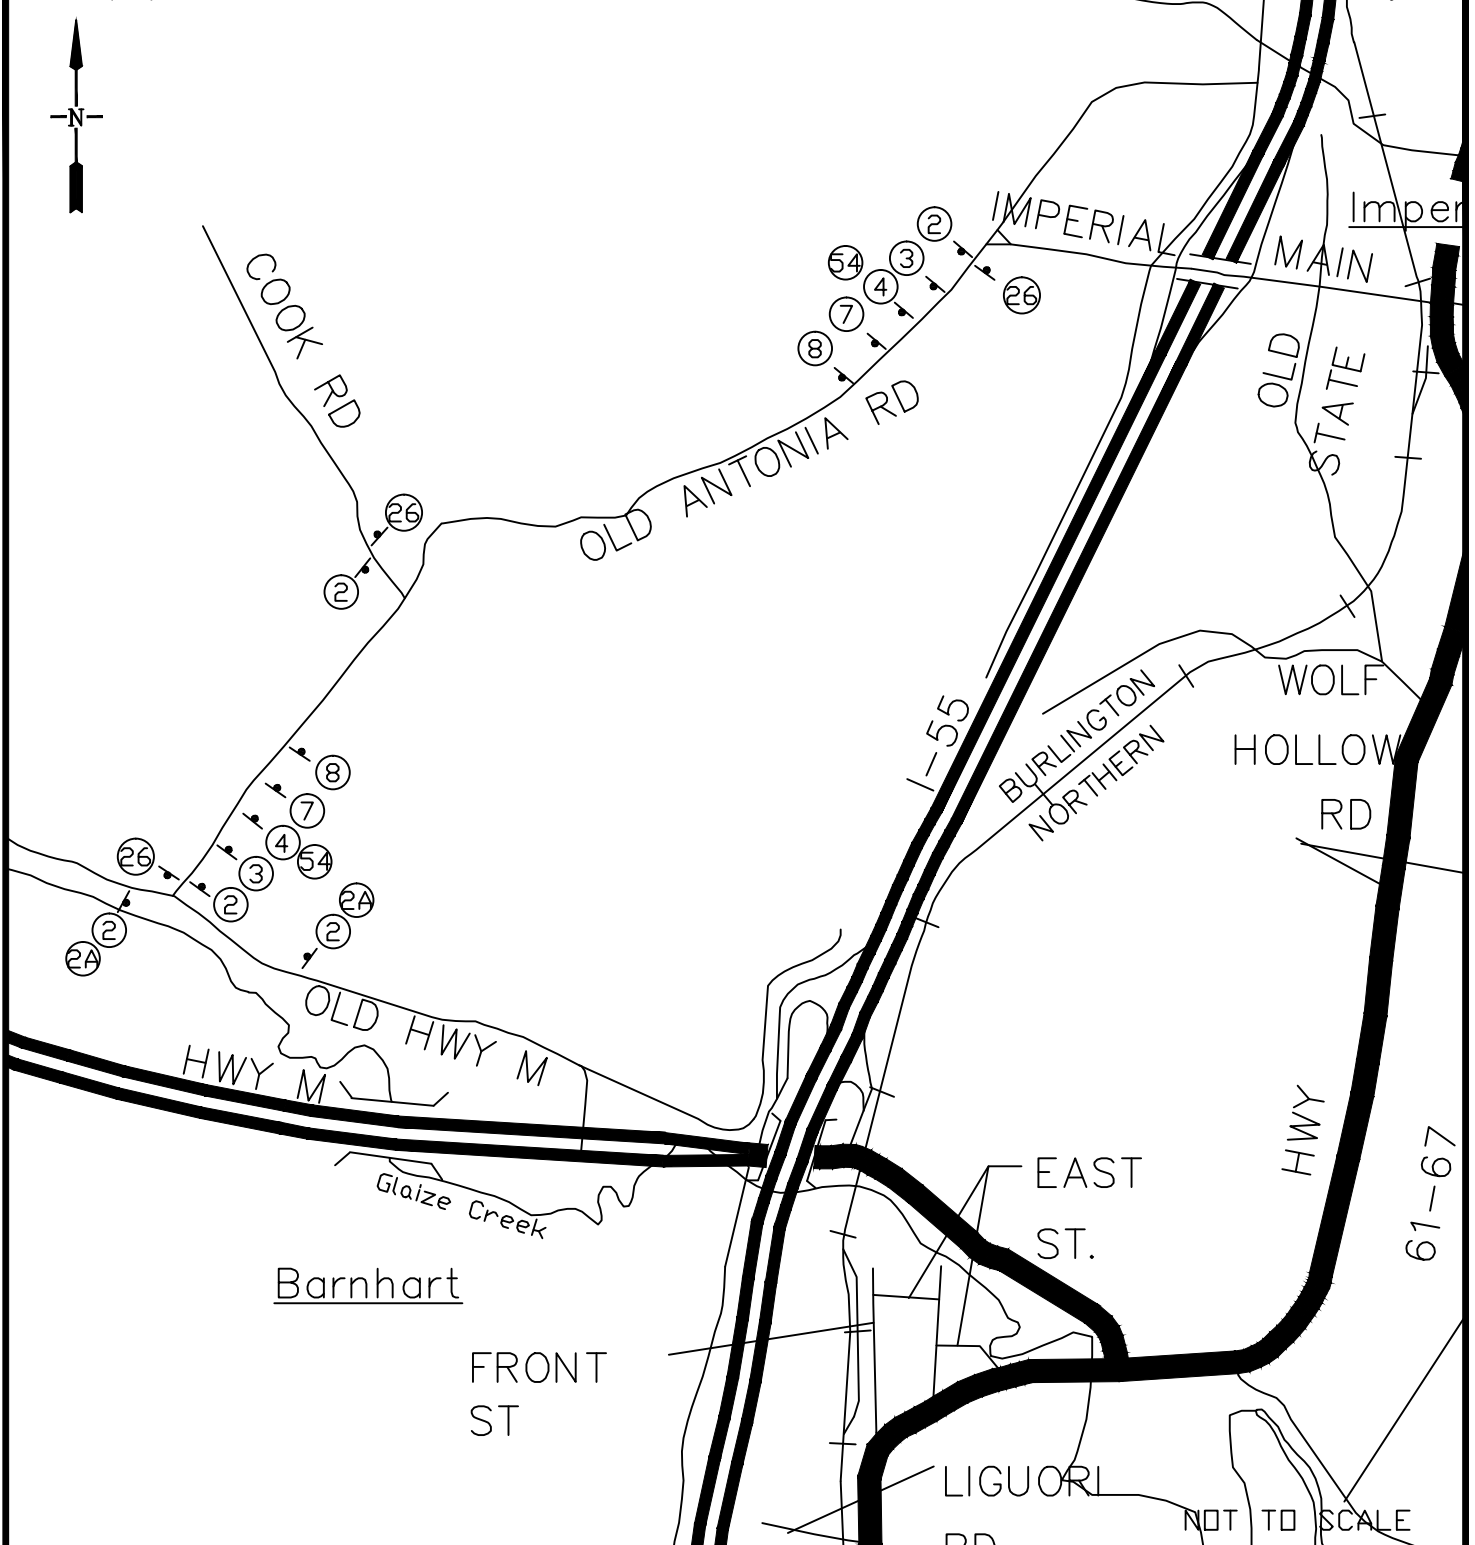 N
IMPERIAL
MAIN
COOK RD
2
3
54
4
7
8
26
OLD
STATE
OLD ANTONIA RD
26
2
I-55
BURLINGTON
NORTHERN
WOLF
HOLLOW
RD
8
7
4
54
3
2
26
2
2A
2A
2
OLD HWY M
HWY M
Glaize Creek
Barnhart
EAST
ST.
HWY
61-67
FRONT
ST
LIGUORI
NOT TO SCALE